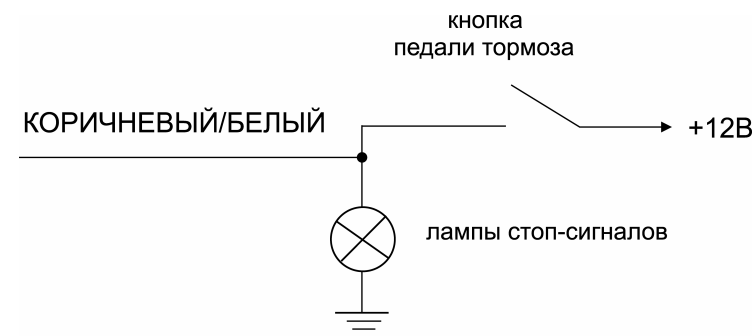 кнопка
педали тормоза
КОРИЧНЕВЫЙ/БЕЛЫЙ
+12В
лампы стоп-сигналов